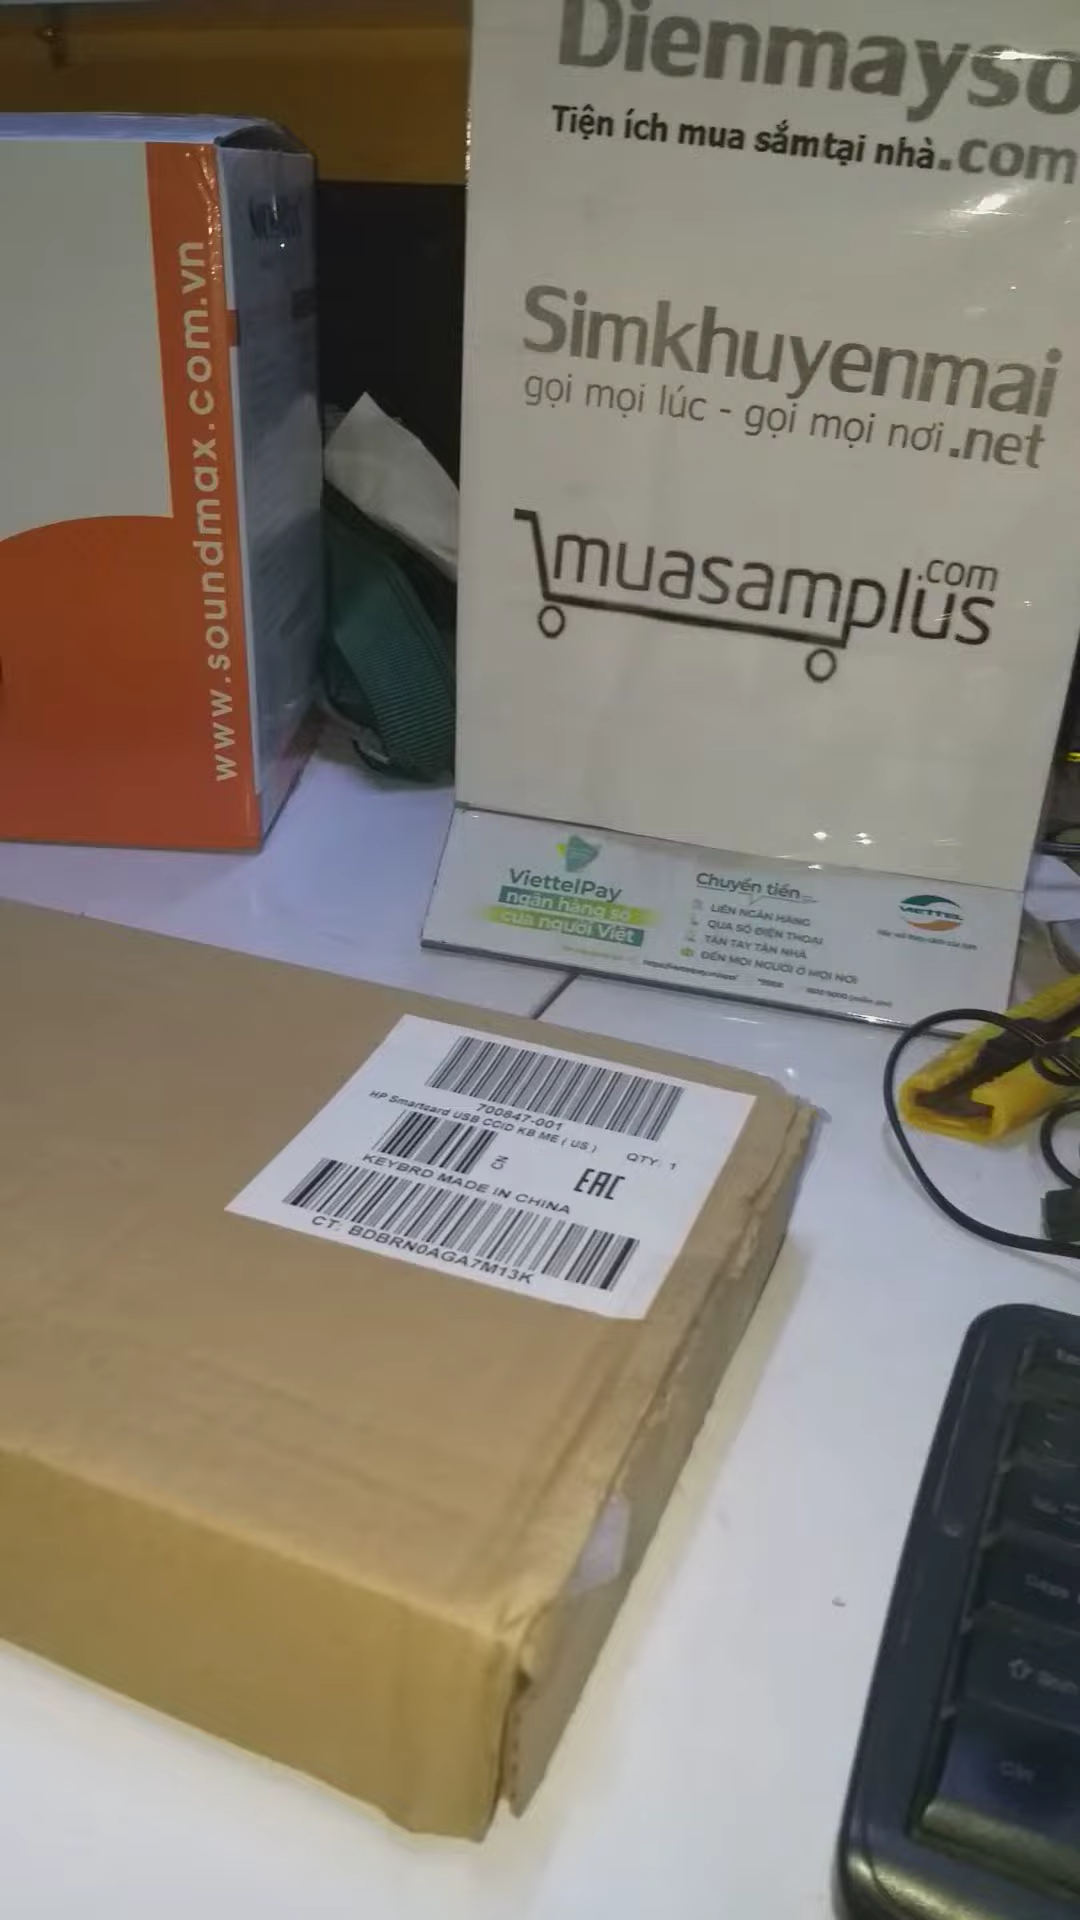 Dienmayso
Tiện ích mua sắmtại nhà.com
Simkhuyenmai
gọi mọi lúc - gọi mọi nơi.net
muasamplus.com
www.soundmax.com.vn
ViettelPay
ngân hàng số
của người Việt
Chuyển tiền
LIÊN NGÂN HÀNG
QUA SỐ ĐIỆN THOẠI
TẬN TAY TẬN NHÀ
ĐẾN MỌI NGƯỜI Ở MỌI NƠI
VIETTEL
700847-001
HP Smartcard USB CCID KB ME ( US )
QTY: 1
CN
EAC
KEYBRD MADE IN CHINA
CT: BDBRN0AGA7M13K